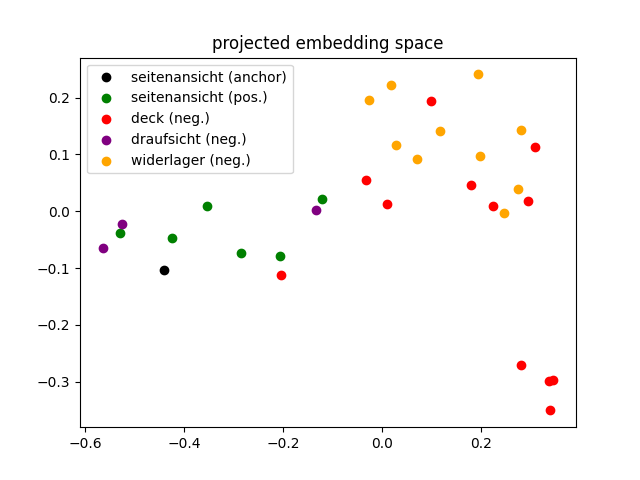 projected embedding space
seitenansicht (anchor)
seitenansicht (pos.)
deck (neg.)
draufsicht (neg.)
widerlager (neg.)
0.2
0.1
0.0
−0.1
−0.2
−0.3
−0.6 −0.4 −0.2 0.0 0.2